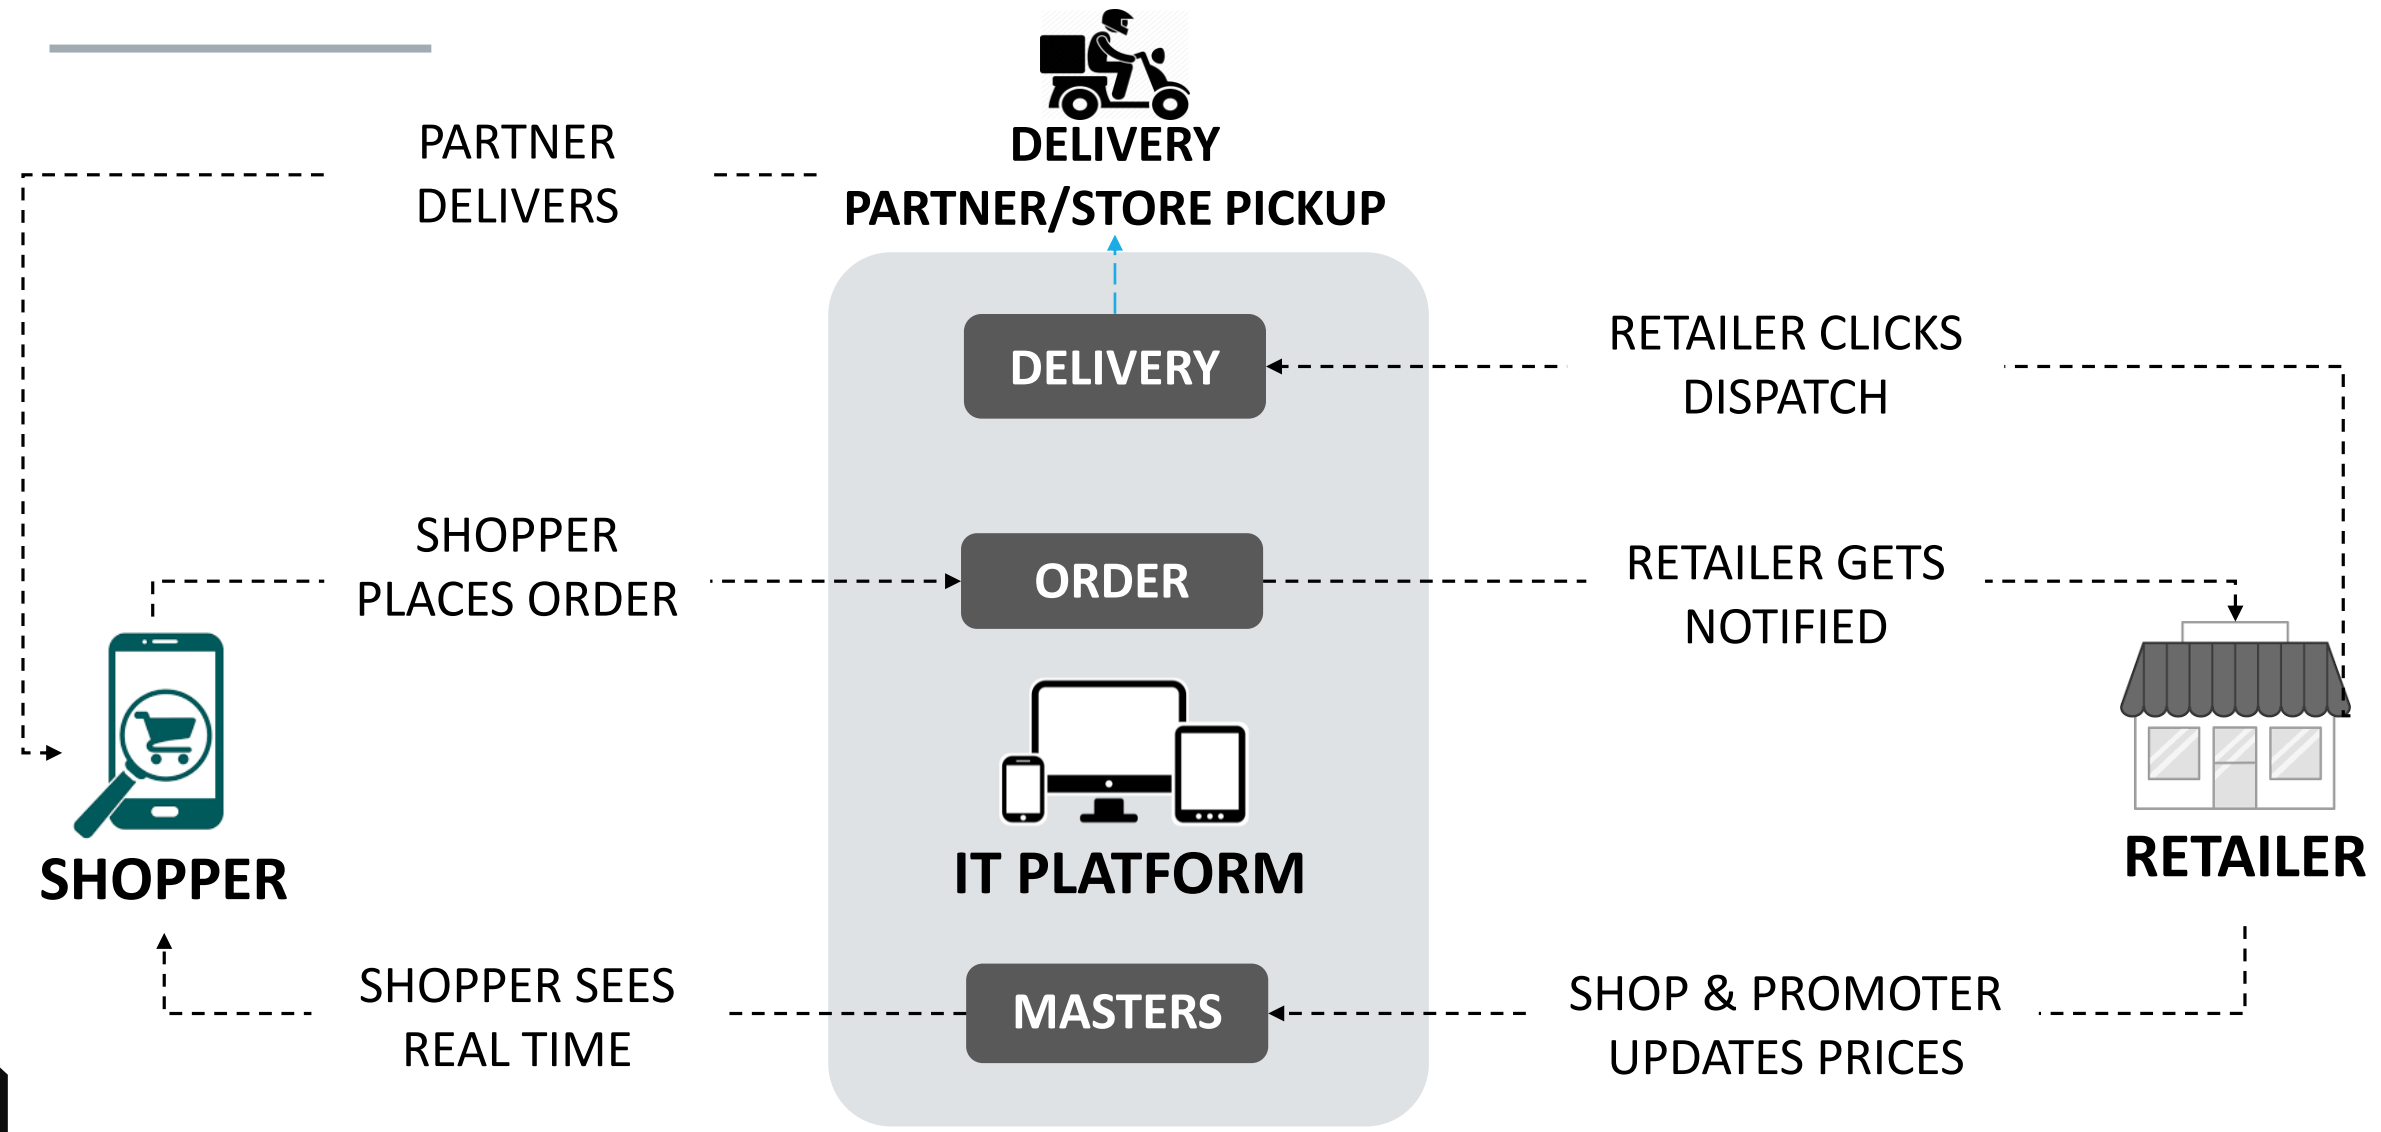 DELIVERY
PARTNER/STORE PICKUP
PARTNER
DELIVERS
DELIVERY
RETAILER CLICKS
DISPATCH
SHOPPER
PLACES ORDER
ORDER
RETAILER GETS
NOTIFIED
SHOPPER
IT PLATFORM
RETAILER
SHOPPER SEES
REAL TIME
MASTERS
SHOP & PROMOTER
UPDATES PRICES